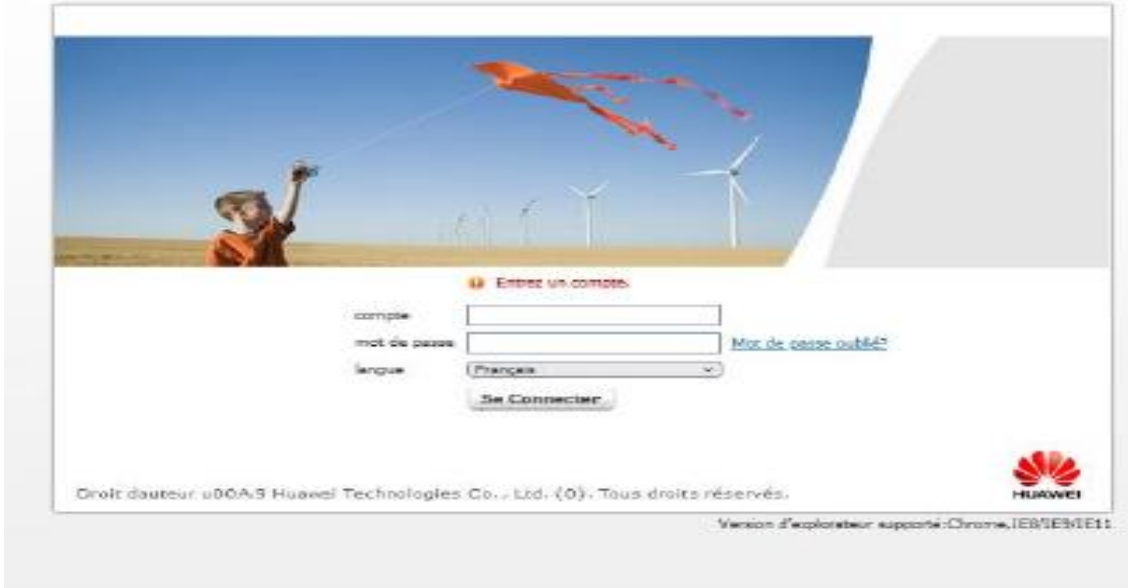 Entrez un compte.
compte
mot de passe
Mot de passe oublié?
langue
Français
Se Connecter
HUAWEI
Droit dauteur u00A9 Huawei Technologies Co., Ltd. {0}. Tous droits réservés.
Version d'explorateur supporté:Chrome,IE8/IE9/IE11